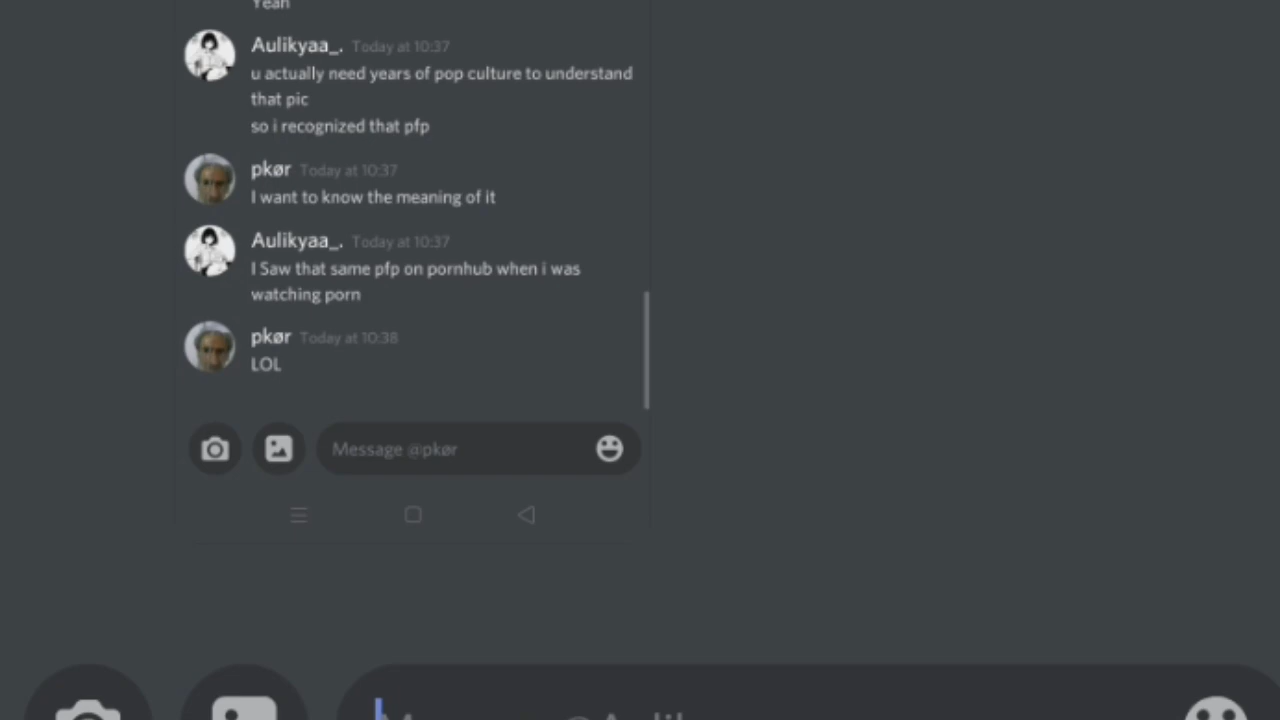 Yeah
Aulikyaa_. Today at 10:37
u actually need years of pop culture to understand
that pic
so i recognized that pfp
pkør Today at 10:37
I want to know the meaning of it
Aulikyaa_. Today at 10:37
I Saw that same pfp on pornhub when i was
watching porn
pkør Today at 10:38
LOL
Message @pkør